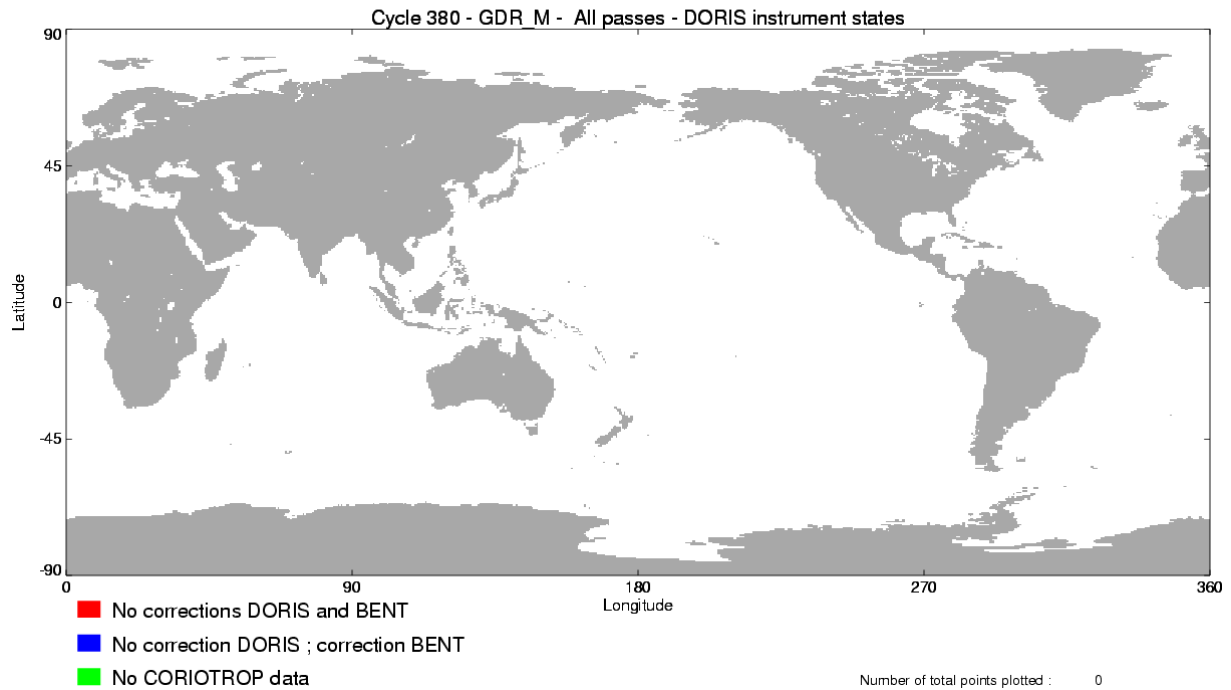 Cycle 380 - GDR_M - All passes - DORIS instrument states
90
45
0
-45
-90
Latitude
0 90 180 270 360
Longitude
No corrections DORIS and BENT
No correction DORIS ; correction BENT
No CORIOTROP data
Number of total points plotted : 0